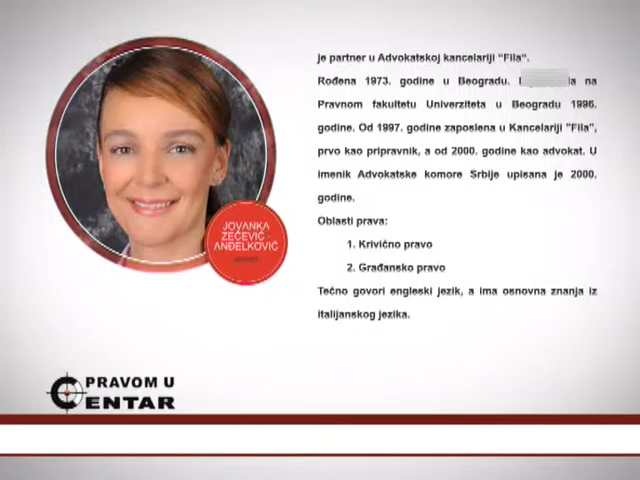 je partner u Advokatskoj kancelariji "Fila".
Rođena 1973. godine u Beogradu. na
Pravnom fakultetu Univerziteta u Beogradu 1996.
godine. Od 1997. godine zaposlena u Kancelariji "Fila",
prvo kao pripravnik, a od 2000. godine kao advokat. U
imenik Advokatske komore Srbije upisana je 2000.
godine.
Oblasti prava:
1. Krivično pravo
2. Građansko pravo
Tečno govori engleski jezik, a ima osnovna znanja iz
italijanskog jezika.
JOVANKA
ZEČEVIĆ -
ANĐELKOVIĆ
PRAVOM U
CENTAR